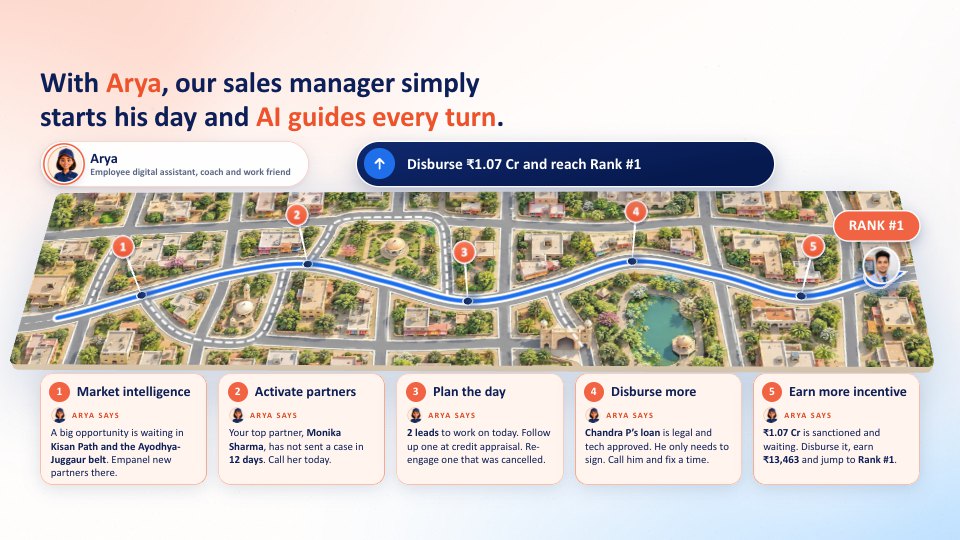 With Arya, our sales manager simply
starts his day and AI guides every turn.
Arya
Employee digital assistant, coach and work friend
Disburse ₹1.07 Cr and reach Rank #1
1
2
3
4
5
RANK #1
1 Market intelligence
ARYA SAYS
A big opportunity is waiting in
Kisan Path and the Ayodhya-
Juggaur belt. Empanel new
partners there.
2 Activate partners
ARYA SAYS
Your top partner, Monika
Sharma, has not sent a case in
12 days. Call her today.
3 Plan the day
ARYA SAYS
2 leads to work on today. Follow
up one at credit appraisal. Re-
engage one that was cancelled.
4 Disburse more
ARYA SAYS
Chandra P’s loan is legal and
tech approved. He only needs to
sign. Call him and fix a time.
5 Earn more incentive
ARYA SAYS
₹1.07 Cr is sanctioned and
waiting. Disburse it, earn
₹13,463 and jump to Rank #1.